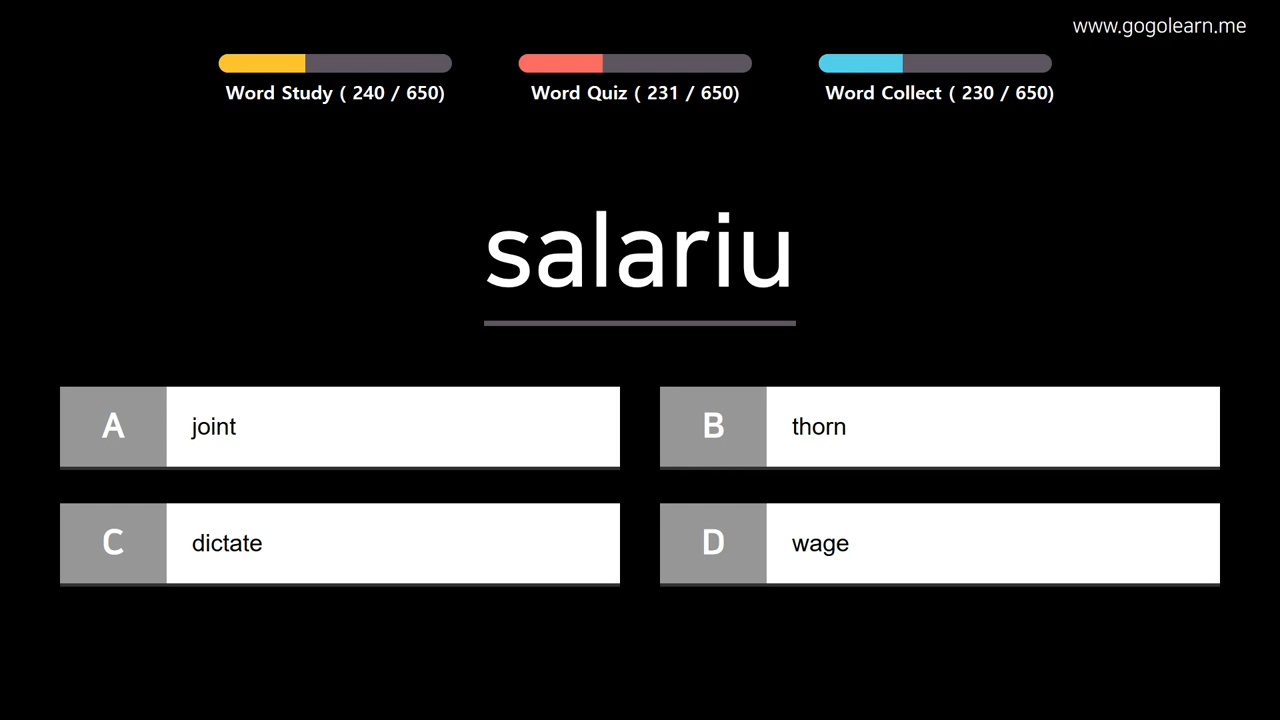 www.gogolearn.me
Word Study ( 240 / 650)
Word Quiz ( 231 / 650)
Word Collect ( 230 / 650)
salariu
A joint
B thorn
C dictate
D wage